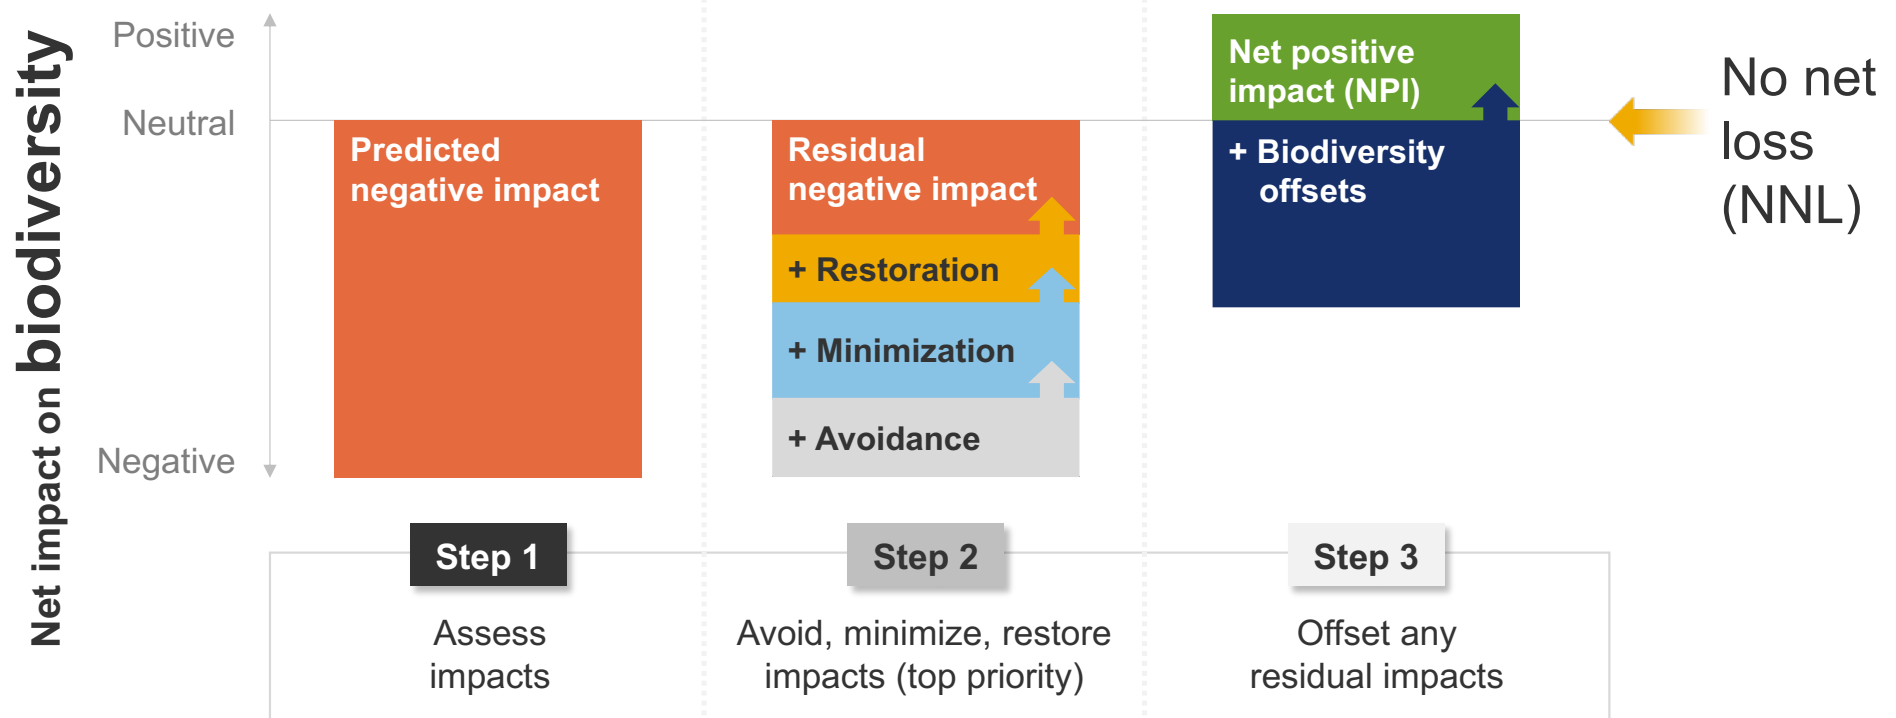 Net impact on biodiversity
Positive
Neutral
Negative
Predicted
negative impact
Residual
negative impact
+ Restoration
+ Minimization
+ Avoidance
Net positive
impact (NPI)
+ Biodiversity
offsets
No net
loss
(NNL)
Step 1
Assess
impacts
Step 2
Avoid, minimize, restore
impacts (top priority)
Step 3
Offset any
residual impacts